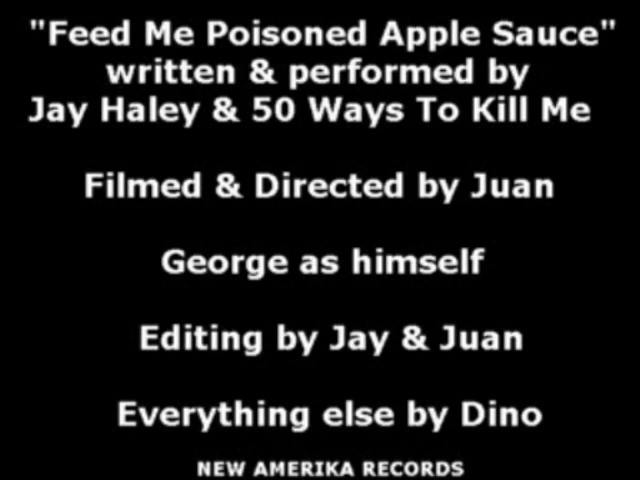 "Feed Me Poisoned Apple Sauce"
written & performed by
Jay Haley & 50 Ways To Kill Me
Filmed & Directed by Juan
George as himself
Editing by Jay & Juan
Everything else by Dino
NEW AMERIKA RECORDS